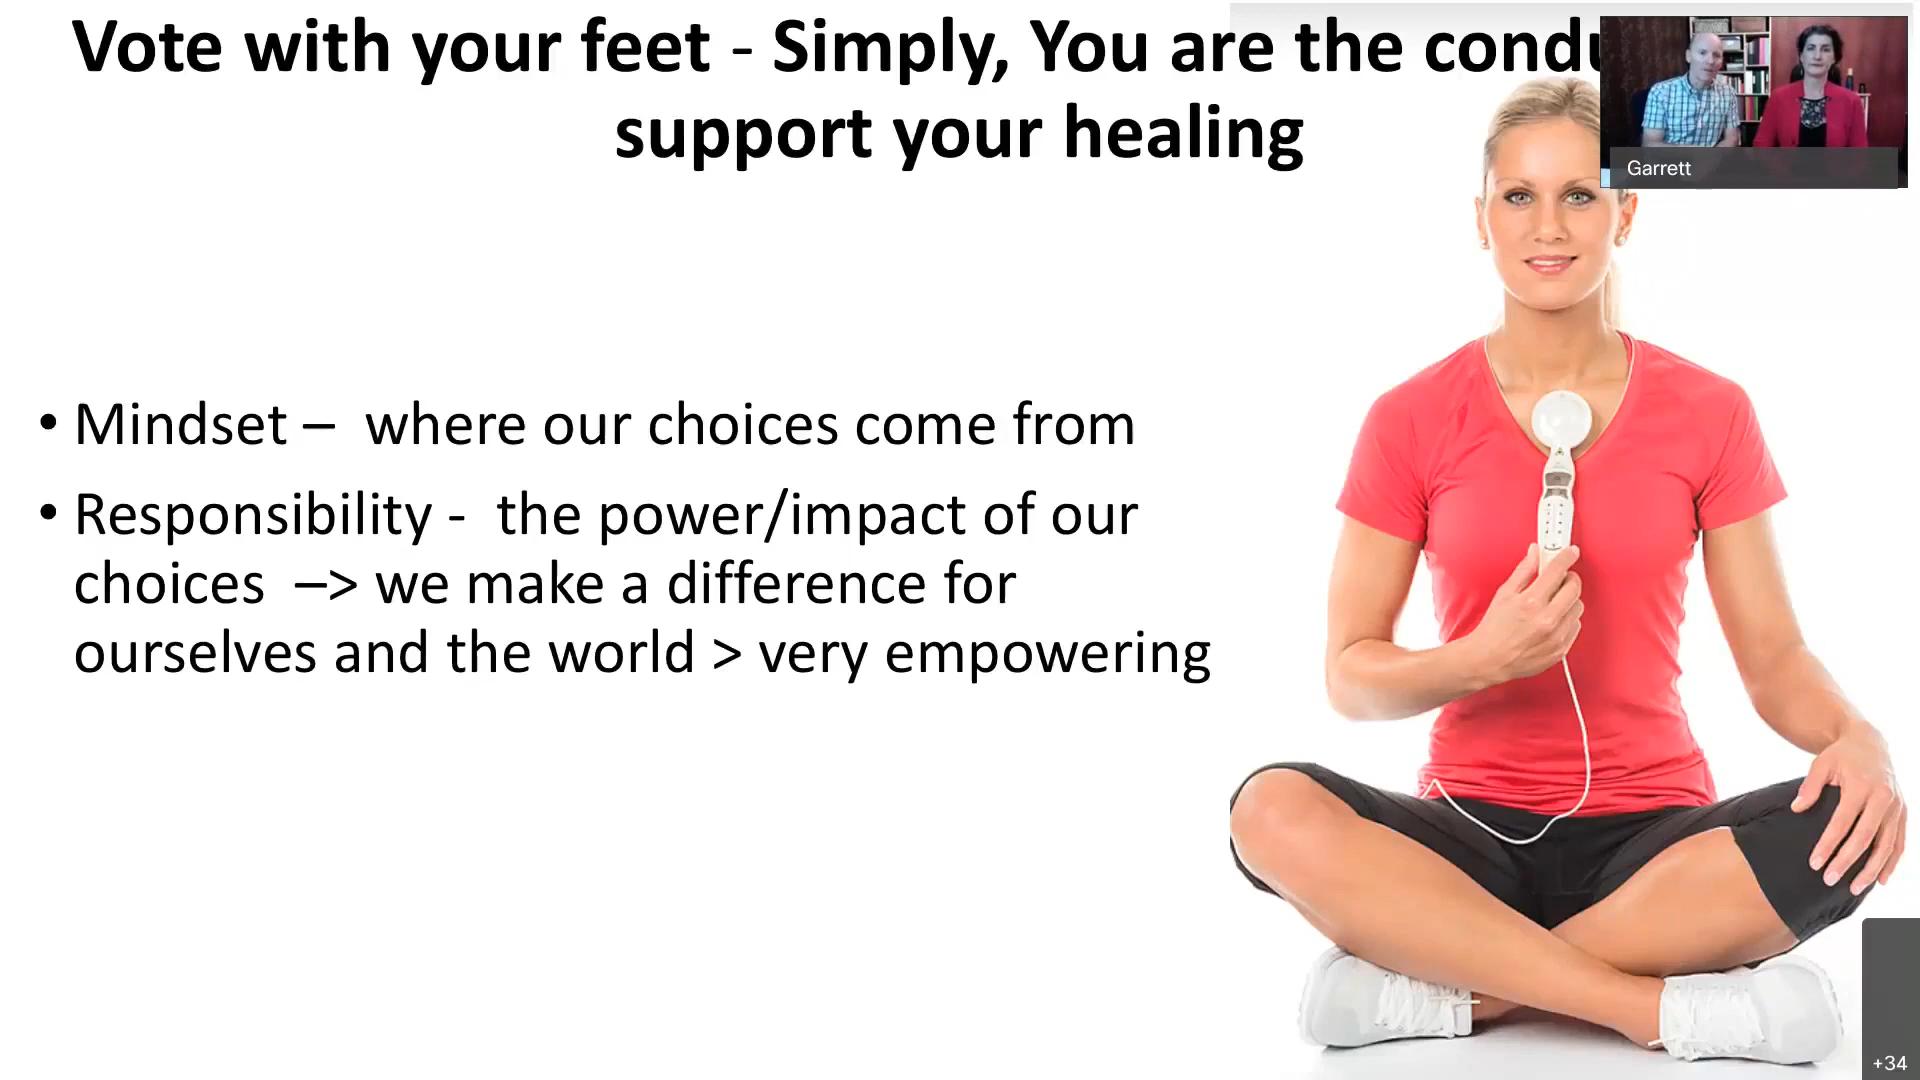 Vote with your feet - Simply, You are the
support your healing
Garrett
• Mindset –  where our choices come from
• Responsibility -  the power/impact of our
choices  –> we make a difference for
ourselves and the world > very empowering
+34